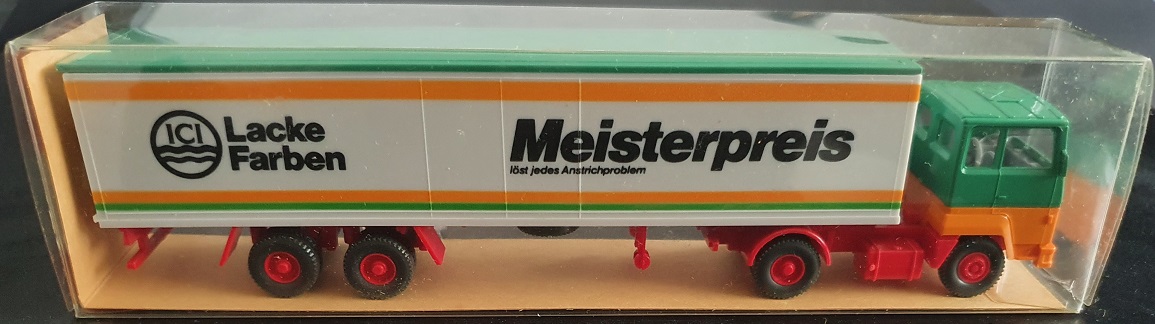 ICI
Lacke
Farben
Meisterpreis
löst jedes Anstrichproblem